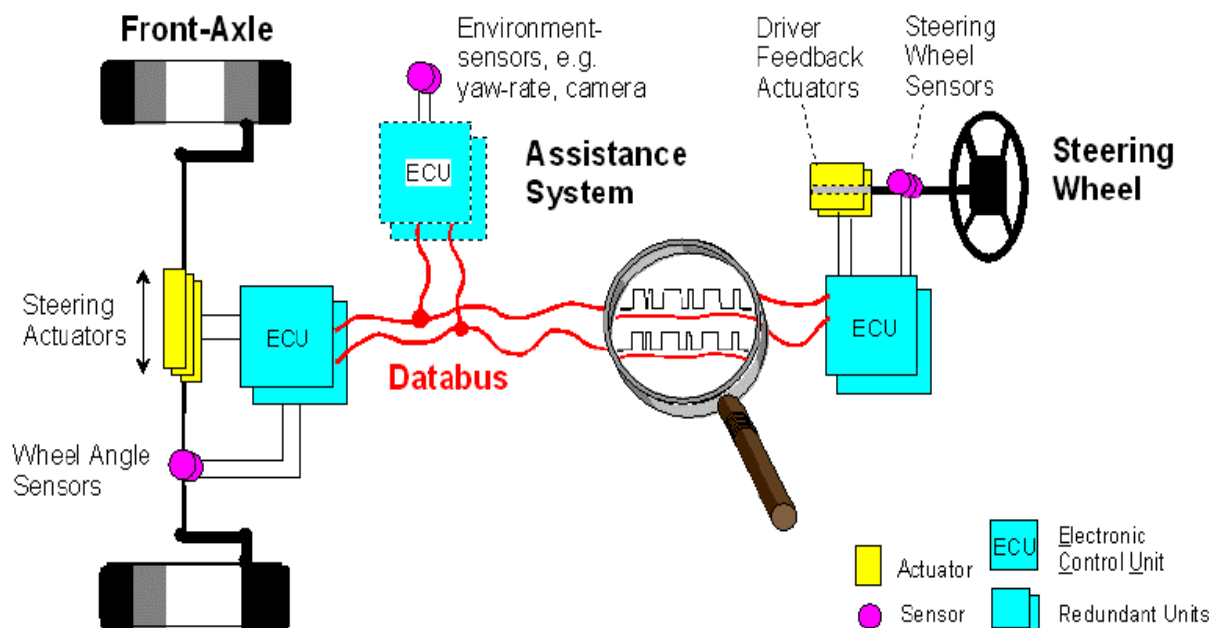 Front-Axle
Environment-
sensors, e.g.
yaw-rate, camera
Driver
Feedback
Actuators
Steering
Wheel
Sensors
ECU
Assistance
System
Steering
Wheel
Steering
Actuators
ECU
Databus
ECU
Wheel Angle
Sensors
Actuator
Sensor
ECU
Electronic
Control Unit
Redundant Units